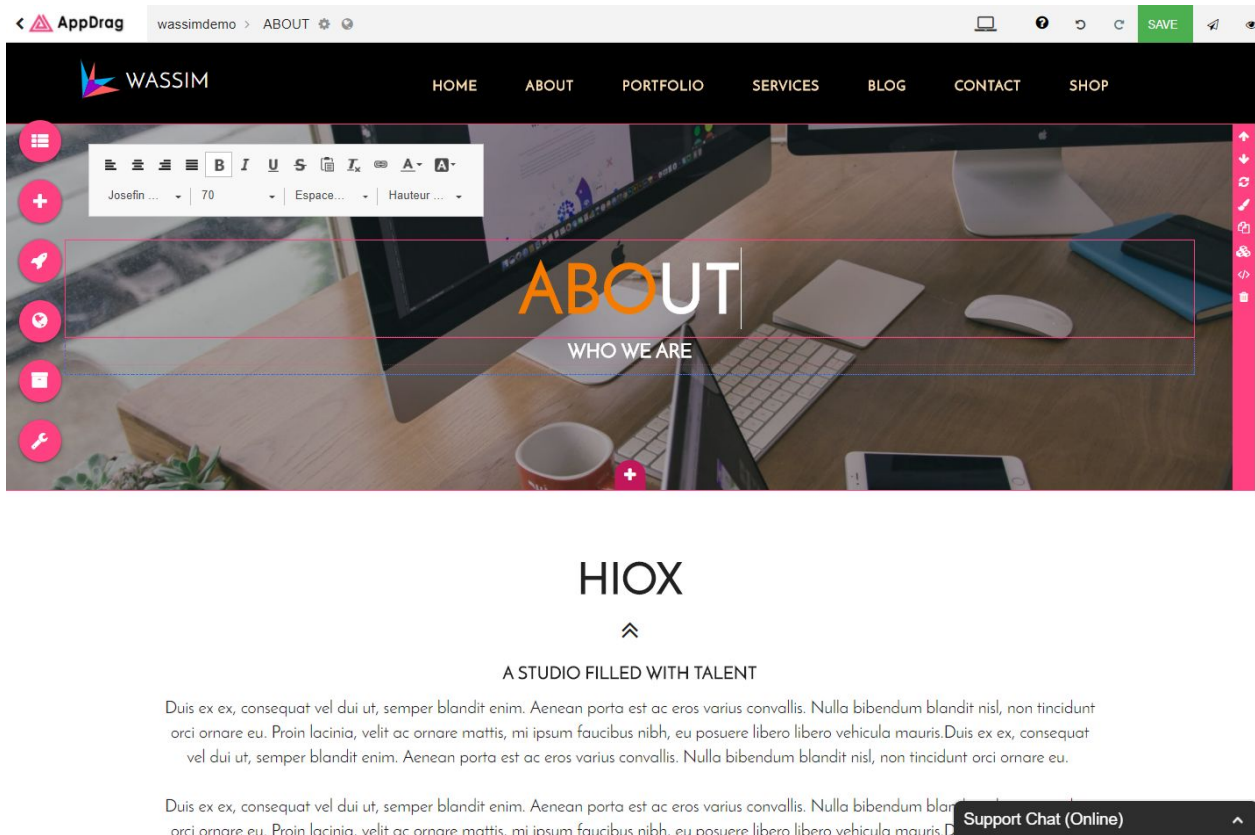 AppDrag wassimdemo > ABOUT SAVE
WASSIM HOME ABOUT PORTFOLIO SERVICES BLOG CONTACT SHOP
B I U S Ix A A
Josefin ... 70 Espace... Hauteur ...
ABOUT
WHO WE ARE
HIOX
A STUDIO FILLED WITH TALENT
Duis ex ex, consequat vel dui ut, semper blandit enim. Aenean porta est ac eros varius convallis. Nulla bibendum blandit nisl, non tincidunt
orci ornare eu. Proin lacinia, velit ac ornare mattis, mi ipsum faucibus nibh, eu posuere libero libero vehicula mauris.Duis ex ex, consequat
vel dui ut, semper blandit enim. Aenean porta est ac eros varius convallis. Nulla bibendum blandit nisl, non tincidunt orci ornare eu.
Duis ex ex, consequat vel dui ut, semper blandit enim. Aenean porta est ac eros varius convallis. Nulla bibendum
orci ornare eu. Proin lacinia, velit ac ornare mattis, mi ipsum faucibus nibh, eu posuere libero libero vehicula mauris.
Support Chat (Online)